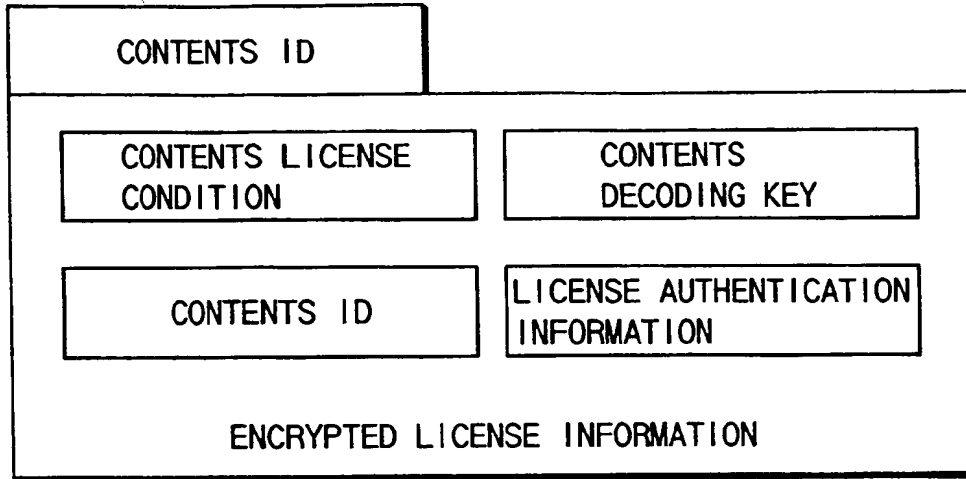 CONTENTS ID
CONTENTS LICENSE
CONDITION
CONTENTS
DECODING KEY
CONTENTS ID
LICENSE AUTHENTICATION
INFORMATION
ENCRYPTED LICENSE INFORMATION